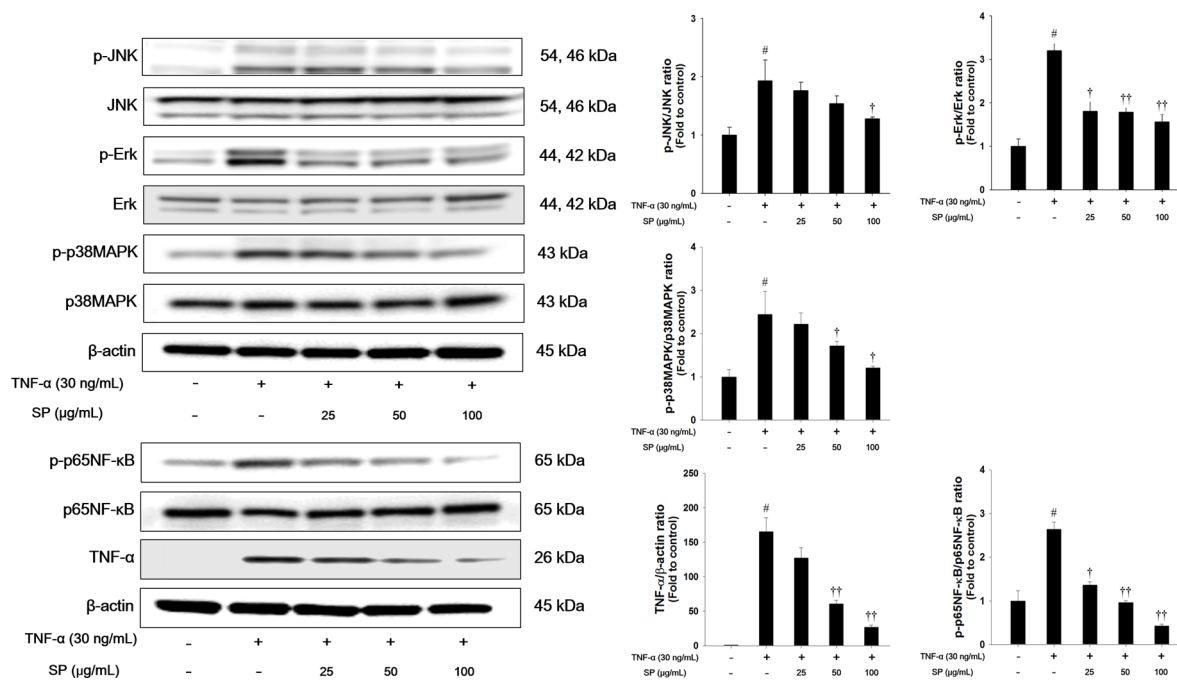 p-JNK 54, 46 kDa
JNK 54, 46 kDa
p-Erk 44, 42 kDa
Erk 44, 42 kDa
p-p38MAPK 43 kDa
p38MAPK 43 kDa
β-actin 45 kDa
TNF-α (30 ng/mL) - + + + +
SP (μg/mL) - - 25 50 100
p-p65NF-κB 65 kDa
p65NF-κB 65 kDa
TNF-α 26 kDa
β-actin 45 kDa
TNF-α (30 ng/mL) - + + + +
SP (μg/mL) - - 25 50 100
p-JNK/JNK ratio
(Fold to control)
3
2
1
0
#
†
TNF-α (30 ng/mL) - + + + +
SP (μg/mL) - - 25 50 100
p-Erk/Erk ratio
(Fold to control)
4
3
2
1
0
#
† †† ††
TNF-α (30 ng/mL) - + + + +
SP (μg/mL) - - 25 50 100
p-p38MAPK/p38MAPK ratio
(Fold to control)
4
3
2
1
0
#
† †
TNF-α (30 ng/mL) - + + + +
SP (μg/mL) - - 25 50 100
TNF-α/β-actin ratio
(Fold to control)
250
200
150
100
50
0
#
†† ††
TNF-α (30 ng/mL) - + + + +
SP (μg/mL) - - 25 50 100
p-p65NF-κB/p65NF-κB ratio
(Fold to control)
4
3
2
1
0
#
† †† ††
TNF-α (30 ng/mL) - + + + +
SP (μg/mL) - - 25 50 100